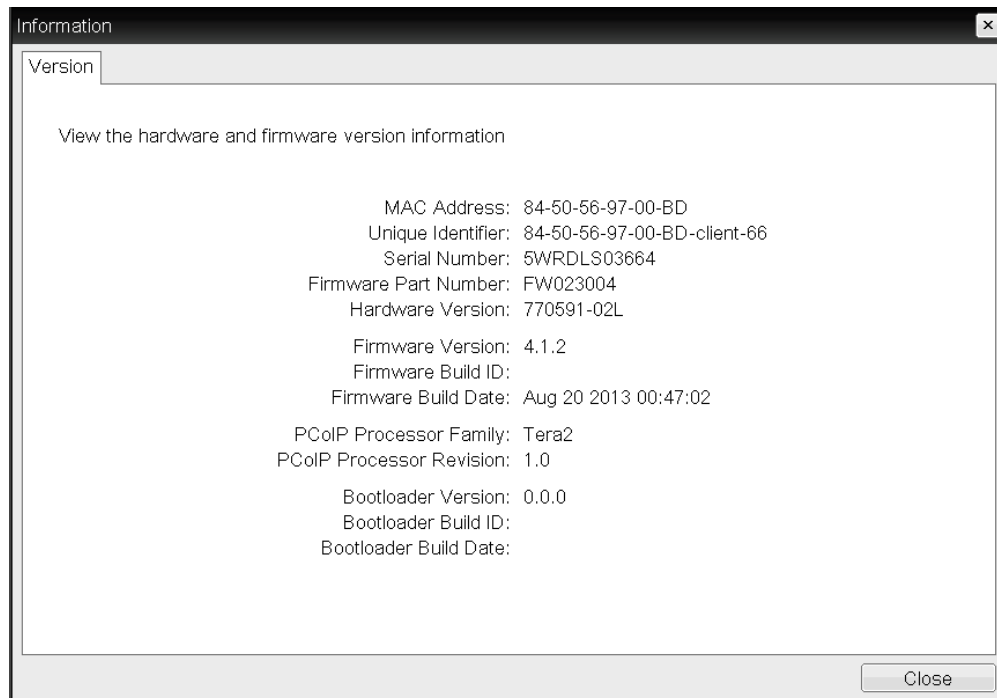 Information
Version
View the hardware and firmware version information
MAC Address: 84-50-56-97-00-BD
Unique Identifier: 84-50-56-97-00-BD-client-66
Serial Number: 5WRDLS03664
Firmware Part Number: FW023004
Hardware Version: 770591-02L
Firmware Version: 4.1.2
Firmware Build ID:
Firmware Build Date: Aug 20 2013 00:47:02
PCoIP Processor Family: Tera2
PCoIP Processor Revision: 1.0
Bootloader Version: 0.0.0
Bootloader Build ID:
Bootloader Build Date:
Close